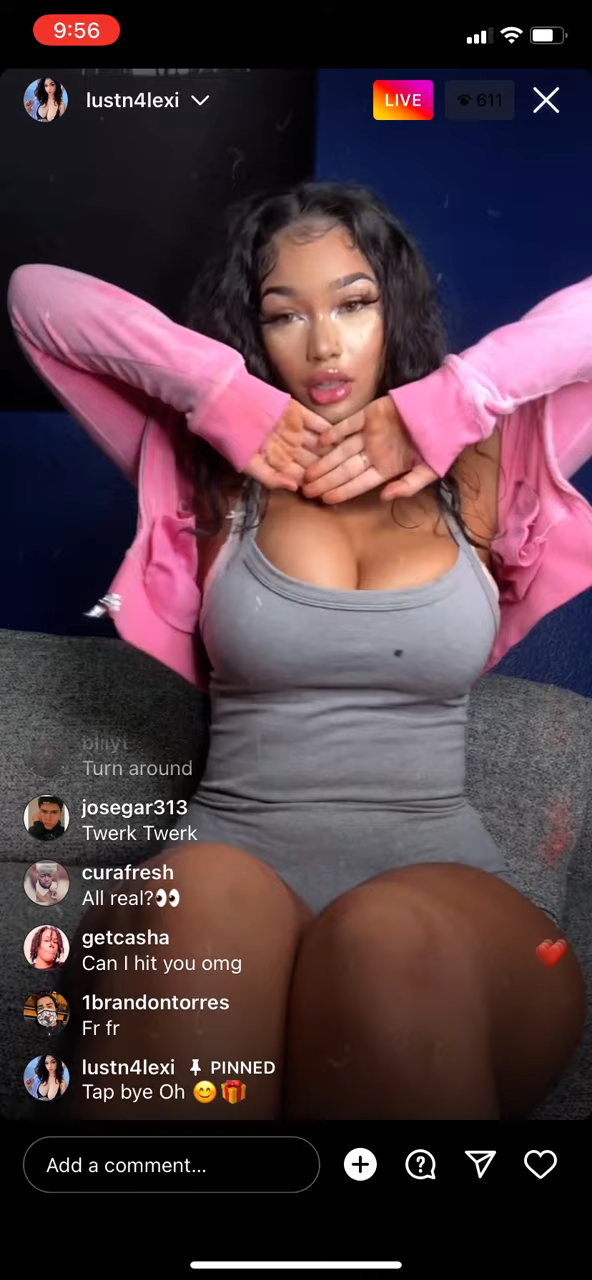 9:56
lustn4lexi
LIVE
611
billyt
Turn around
josegar313
Twerk Twerk
curafresh
All real?👀
getcasha
Can I hit you omg
1brandontorres
Fr fr
lustn4lexi PINNED
Tap bye Oh 😊🎁
Add a comment...